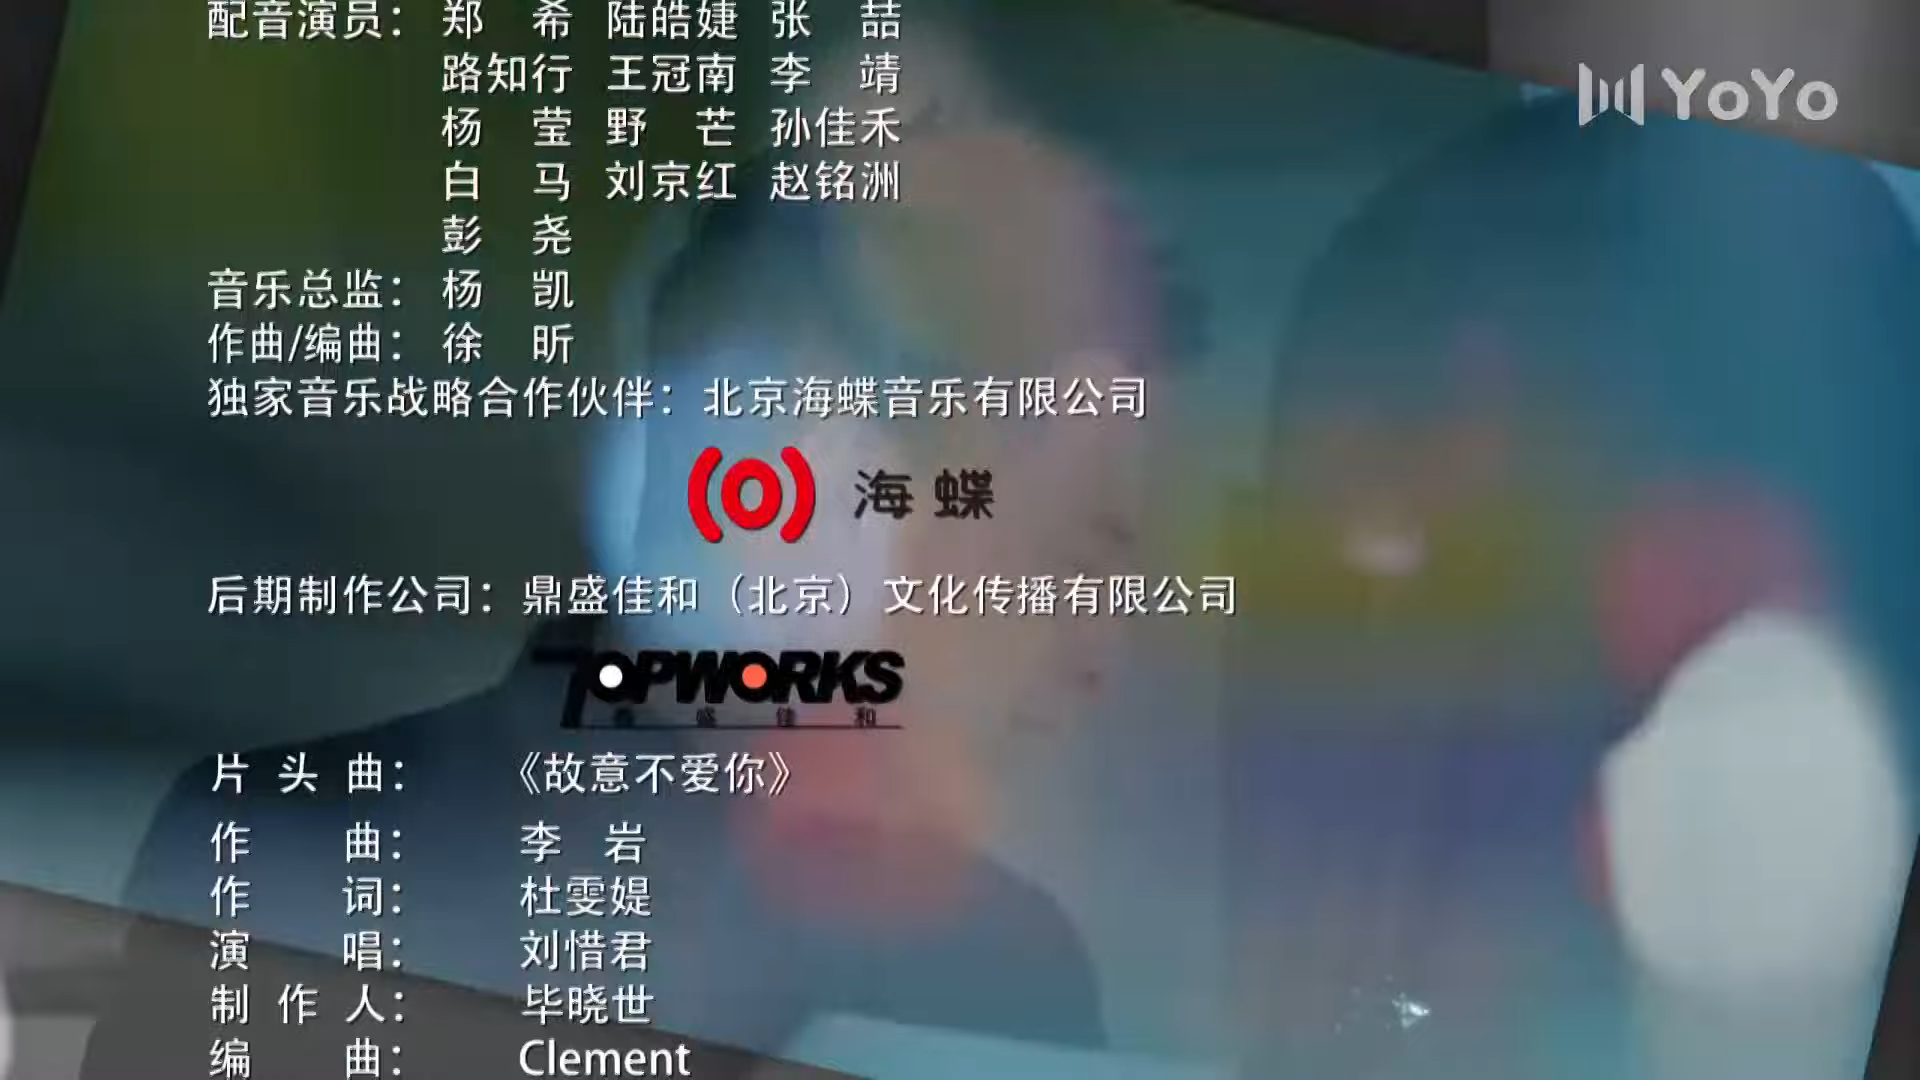 配音演员： 郑 希 陆皓婕 张 喆
YoYo
路知行 王冠南 李 靖
杨 莹 野 芒 孙佳禾
白 马 刘京红 赵铭洲
彭 尧
音乐总监： 杨 凯
作曲/编曲： 徐 昕
独家音乐战略合作伙伴：北京海蝶音乐有限公司
海蝶
后期制作公司：鼎盛佳和（北京）文化传播有限公司
TOPWORKS
鼎 盛 佳 和
片头曲： 《故意不爱你》
作 曲： 李 岩
作 词： 杜雯媞
演 唱： 刘惜君
制作人： 毕晓世
编 曲： Clement